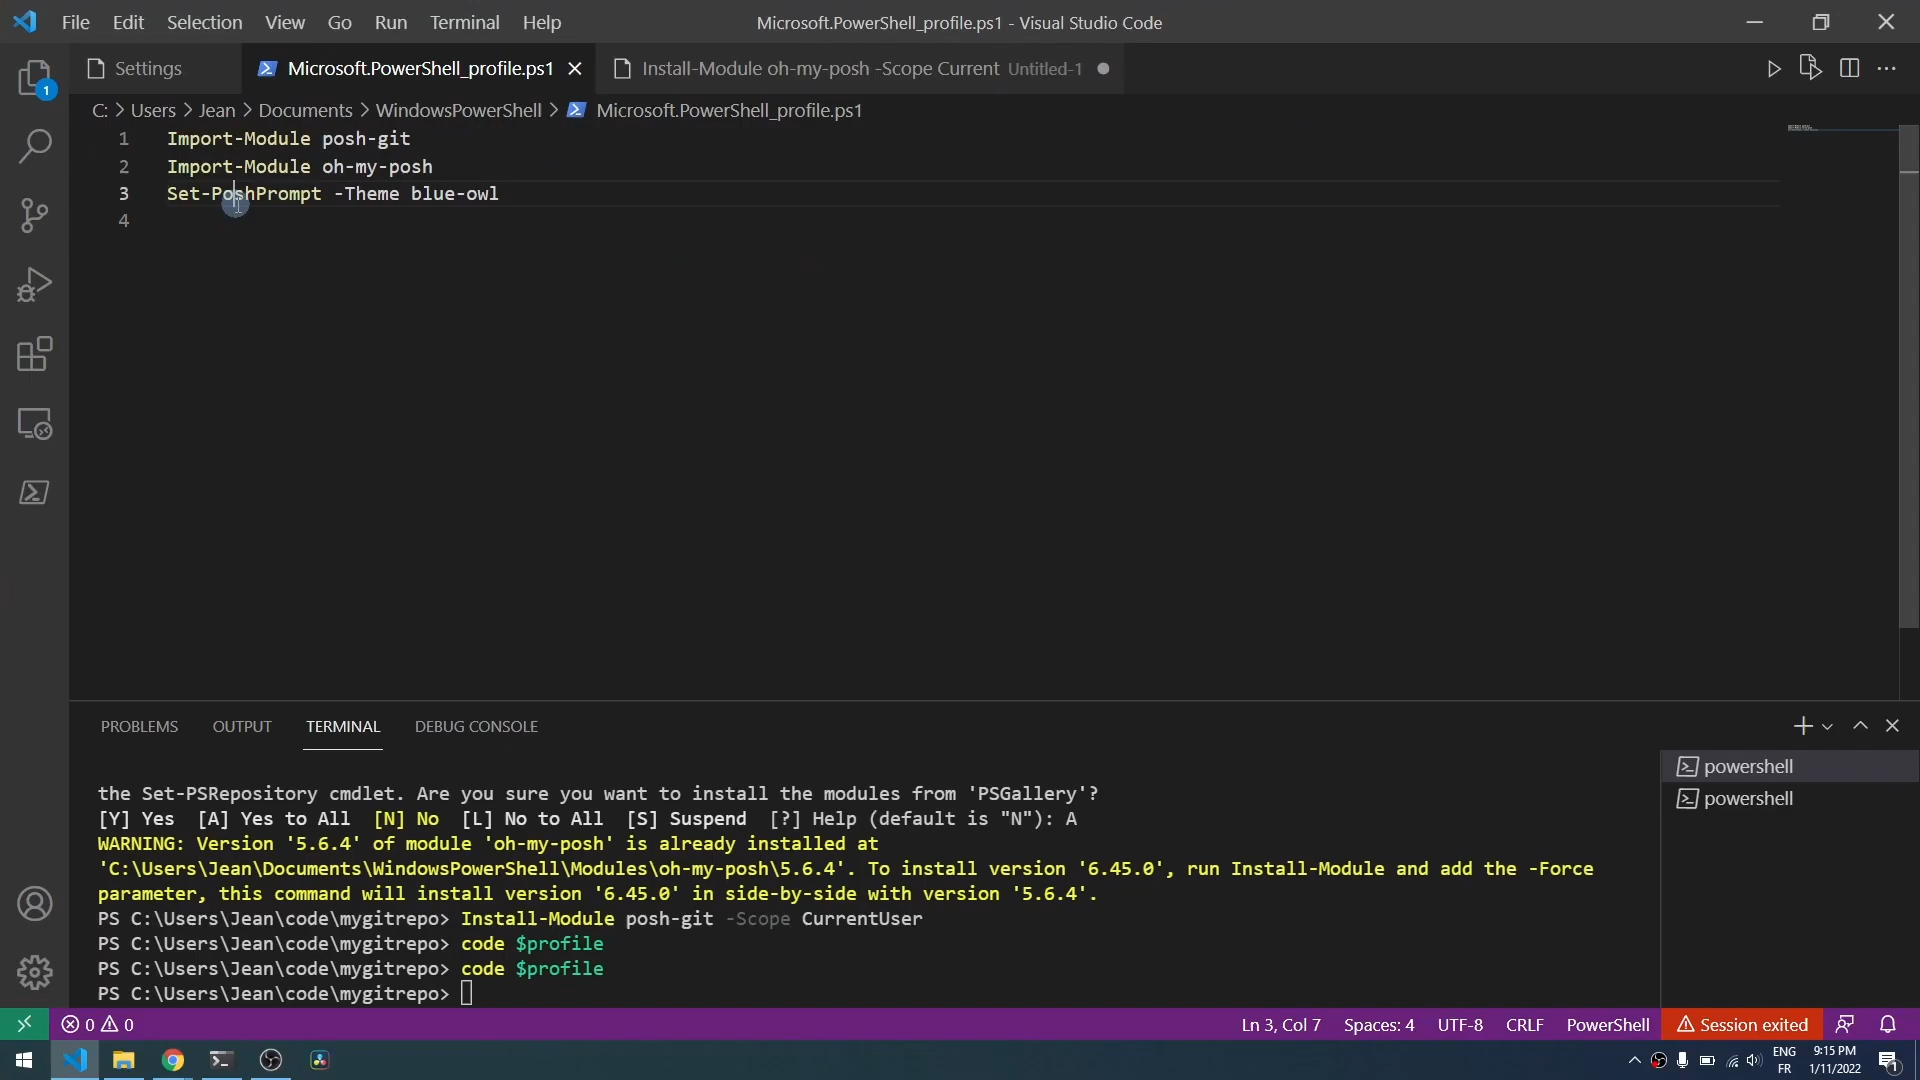 File Edit Selection View Go Run Terminal Help
Microsoft.PowerShell_profile.ps1 - Visual Studio Code
1
Settings
Microsoft.PowerShell_profile.ps1
Install-Module oh-my-posh -Scope Current Untitled-1
C: > Users > Jean > Documents > WindowsPowerShell > Microsoft.PowerShell_profile.ps1
1 Import-Module posh-git
2 Import-Module oh-my-posh
3 Set-PoshPrompt -Theme blue-owl
4
PROBLEMS OUTPUT TERMINAL DEBUG CONSOLE
powershell
powershell
the Set-PSRepository cmdlet. Are you sure you want to install the modules from 'PSGallery'?
[Y] Yes [A] Yes to All [N] No [L] No to All [S] Suspend [?] Help (default is "N"): A
WARNING: Version '5.6.4' of module 'oh-my-posh' is already installed at
'C:\Users\Jean\Documents\WindowsPowerShell\Modules\oh-my-posh\5.6.4'. To install version '6.45.0', run Install-Module and add the -Force
parameter, this command will install version '6.45.0' in side-by-side with version '5.6.4'.
PS C:\Users\Jean\code\mygitrepo> Install-Module posh-git -Scope CurrentUser
PS C:\Users\Jean\code\mygitrepo> code $profile
PS C:\Users\Jean\code\mygitrepo> code $profile
PS C:\Users\Jean\code\mygitrepo>
0 0
Ln 3, Col 7 Spaces: 4 UTF-8 CRLF PowerShell Session exited
ENG
FR
9:15 PM
1/11/2022
1